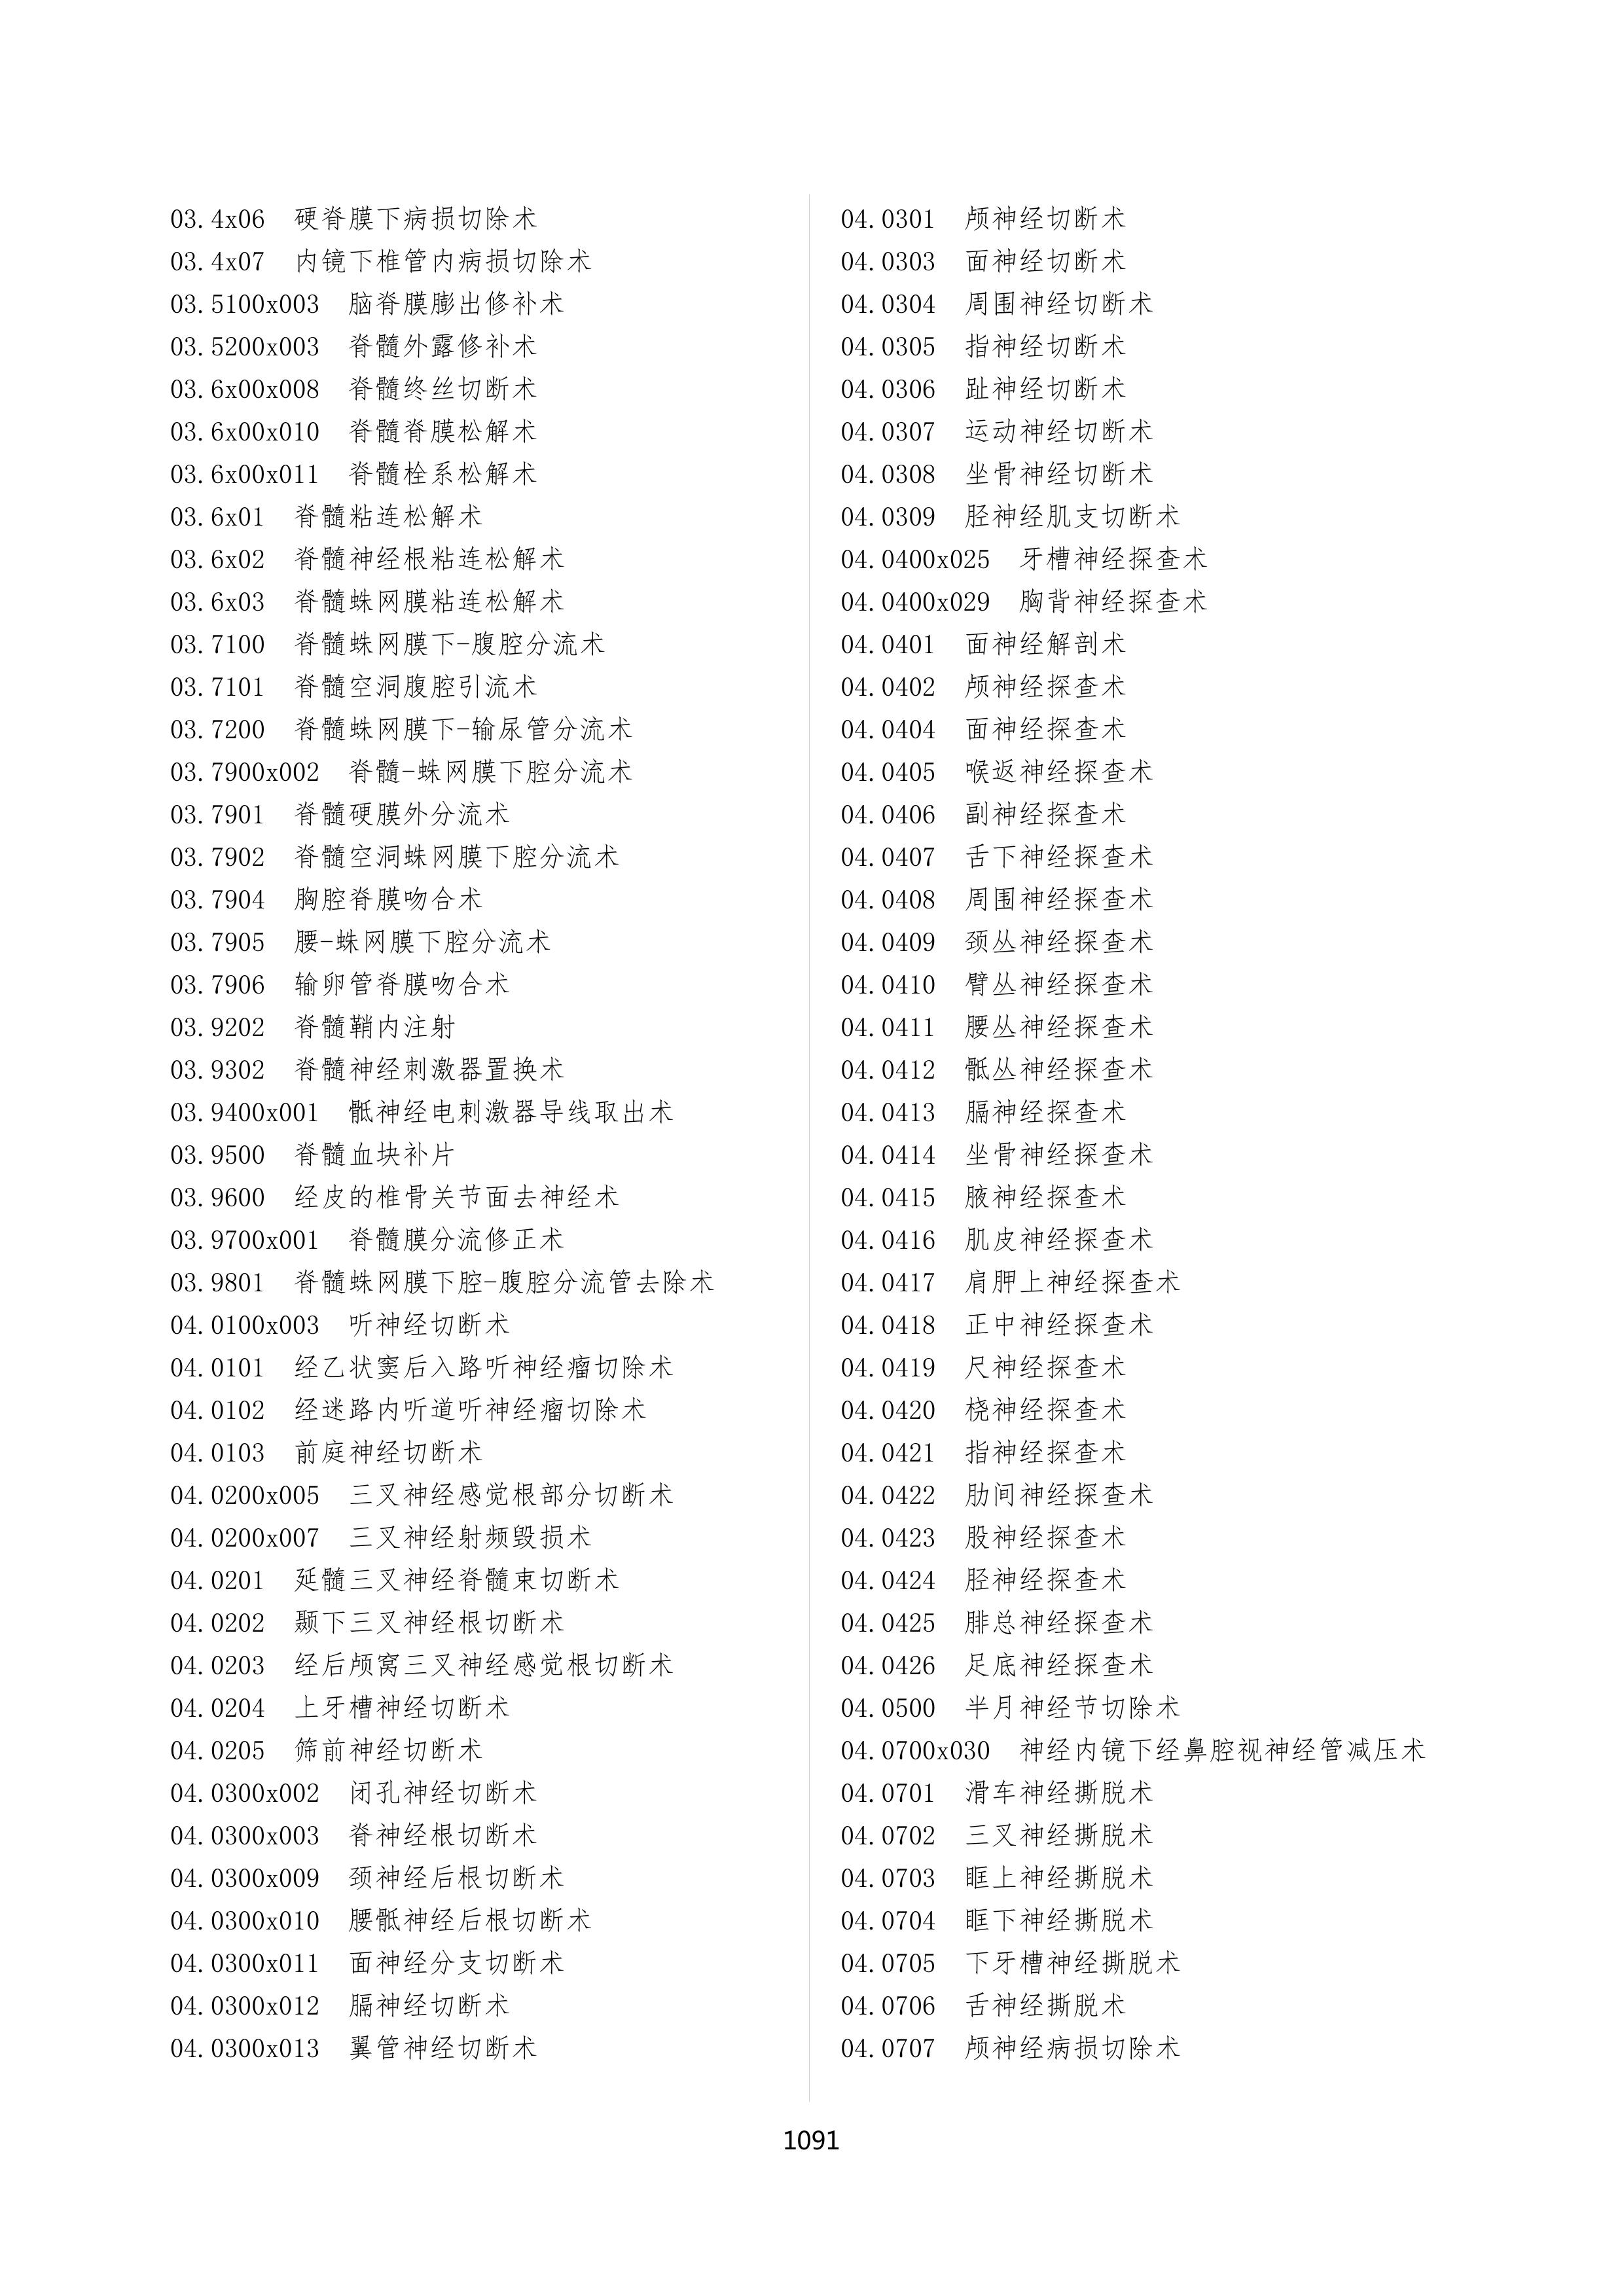 03.4x06 硬脊膜下病损切除术
03.4x07 内镜下椎管内病损切除术
03.5100x003 脑脊膜膨出修补术
03.5200x003 脊髓外露修补术
03.6x00x008 脊髓终丝切断术
03.6x00x010 脊髓脊膜松解术
03.6x00x011 脊髓栓系松解术
03.6x01 脊髓粘连松解术
03.6x02 脊髓神经根粘连松解术
03.6x03 脊髓蛛网膜粘连松解术
03.7100 脊髓蛛网膜下-腹腔分流术
03.7101 脊髓空洞腹腔引流术
03.7200 脊髓蛛网膜下-输尿管分流术
03.7900x002 脊髓-蛛网膜下腔分流术
03.7901 脊髓硬膜外分流术
03.7902 脊髓空洞蛛网膜下腔分流术
03.7904 胸腔脊膜吻合术
03.7905 腰-蛛网膜下腔分流术
03.7906 输卵管脊膜吻合术
03.9202 脊髓鞘内注射
03.9302 脊髓神经刺激器置换术
03.9400x001 骶神经电刺激器导线取出术
03.9500 脊髓血块补片
03.9600 经皮的椎骨关节面去神经术
03.9700x001 脊髓膜分流修正术
03.9801 脊髓蛛网膜下腔-腹腔分流管去除术
04.0100x003 听神经切断术
04.0101 经乙状窦后入路听神经瘤切除术
04.0102 经迷路内听道听神经瘤切除术
04.0103 前庭神经切断术
04.0200x005 三叉神经感觉根部分切断术
04.0200x007 三叉神经射频毁损术
04.0201 延髓三叉神经脊髓束切断术
04.0202 颞下三叉神经根切断术
04.0203 经后颅窝三叉神经感觉根切断术
04.0204 上牙槽神经切断术
04.0205 筛前神经切断术
04.0300x002 闭孔神经切断术
04.0300x003 脊神经根切断术
04.0300x009 颈神经后根切断术
04.0300x010 腰骶神经后根切断术
04.0300x011 面神经分支切断术
04.0300x012 膈神经切断术
04.0300x013 翼管神经切断术
04.0301 颅神经切断术
04.0303 面神经切断术
04.0304 周围神经切断术
04.0305 指神经切断术
04.0306 趾神经切断术
04.0307 运动神经切断术
04.0308 坐骨神经切断术
04.0309 胫神经肌支切断术
04.0400x025 牙槽神经探查术
04.0400x029 胸背神经探查术
04.0401 面神经解剖术
04.0402 颅神经探查术
04.0404 面神经探查术
04.0405 喉返神经探查术
04.0406 副神经探查术
04.0407 舌下神经探查术
04.0408 周围神经探查术
04.0409 颈丛神经探查术
04.0410 臂丛神经探查术
04.0411 腰丛神经探查术
04.0412 骶丛神经探查术
04.0413 膈神经探查术
04.0414 坐骨神经探查术
04.0415 腋神经探查术
04.0416 肌皮神经探查术
04.0417 肩胛上神经探查术
04.0418 正中神经探查术
04.0419 尺神经探查术
04.0420 桡神经探查术
04.0421 指神经探查术
04.0422 肋间神经探查术
04.0423 股神经探查术
04.0424 胫神经探查术
04.0425 腓总神经探查术
04.0426 足底神经探查术
04.0500 半月神经节切除术
04.0700x030 神经内镜下经鼻腔视神经管减压术
04.0701 滑车神经撕脱术
04.0702 三叉神经撕脱术
04.0703 眶上神经撕脱术
04.0704 眶下神经撕脱术
04.0705 下牙槽神经撕脱术
04.0706 舌神经撕脱术
04.0707 颅神经病损切除术
1091